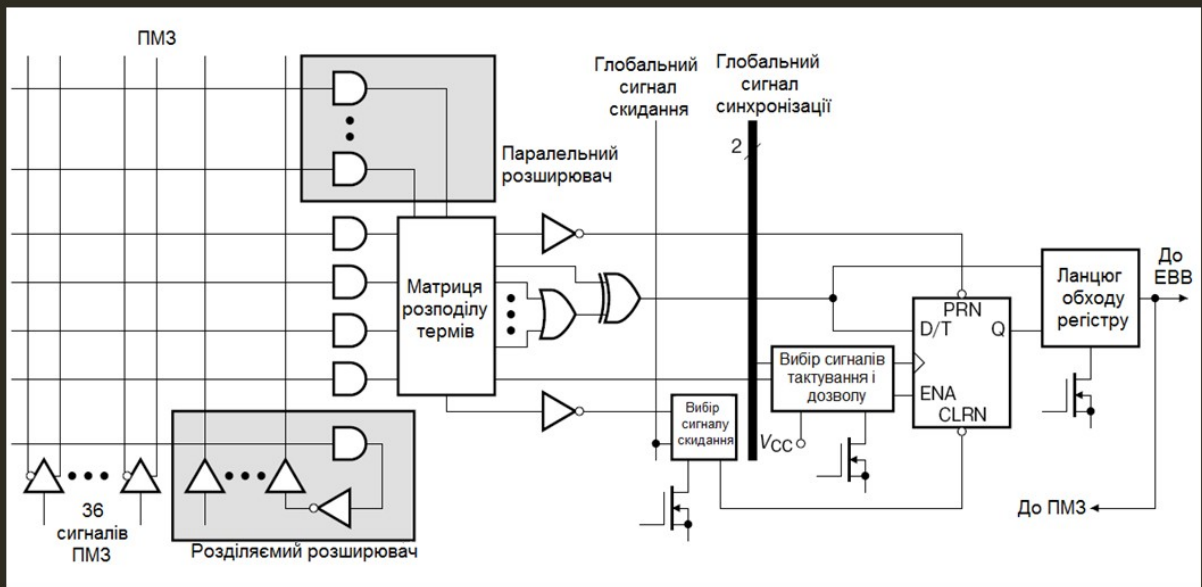 ПМЗ
Глобальний
сигнал
скидання
Глобальний
сигнал
синхронізації
2
Паралельний
розширювач
Матриця
розподілу
термів
До
ЕВВ
Ланцюг
обходу
регістру
PRN
D/T Q
ENA
CLRN
Вибір сигналів
тактування і
дозволу
Вибір
сигналу
скидання
VCC
36
сигналів
ПМЗ
Розділяємий розширювач
До ПМЗ